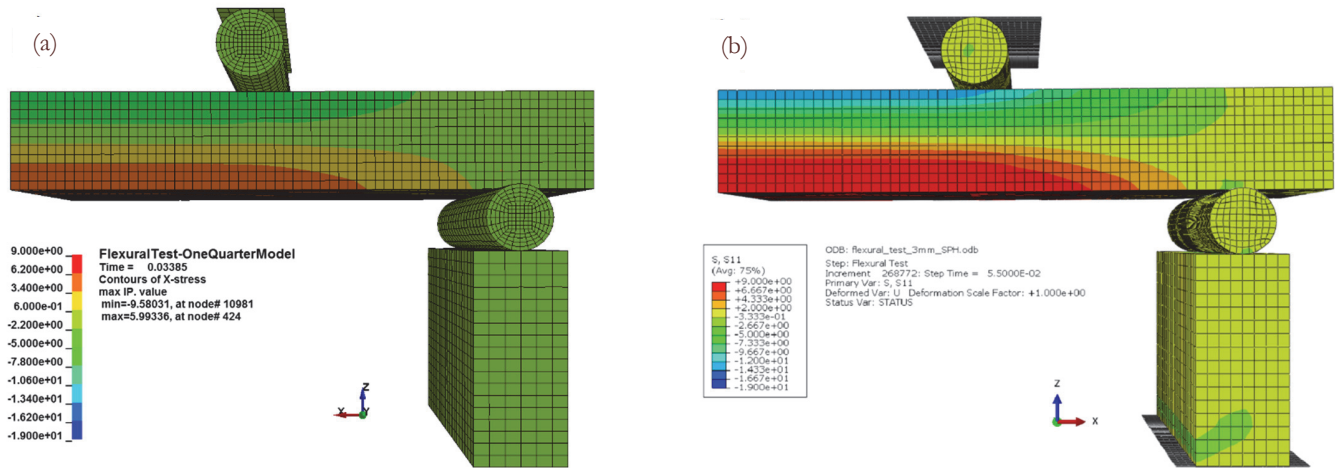 (a)
9.000e+00
6.200e+00
3.400e+00
6.000e-01
-2.200e+00
-5.000e+00
-7.800e+00
-1.060e+01
-1.340e+01
-1.620e+01
-1.900e+01
FlexuralTest-OneQuarterModel
Time = 0.03385
Contours of X-stress
max IP. value
min=-9.58031, at node# 10981
max=5.99336, at node# 424
Z
X
Y
(b)
S, S11
(Avg: 75%)
+9.000e+00
+6.667e+00
+4.333e+00
+2.000e+00
-3.333e-01
-2.667e+00
-5.000e+00
-7.333e+00
-9.667e+00
-1.200e+01
-1.433e+01
-1.667e+01
-1.900e+01
ODB: flexural_test_3mm_SPH.odb
Step: Flexural Test
Increment 268772: Step Time = 5.5000E-02
Primary Var: S, S11
Deformed Var: U Deformation Scale Factor: +1.000e+00
Status Var: STATUS
Z
X